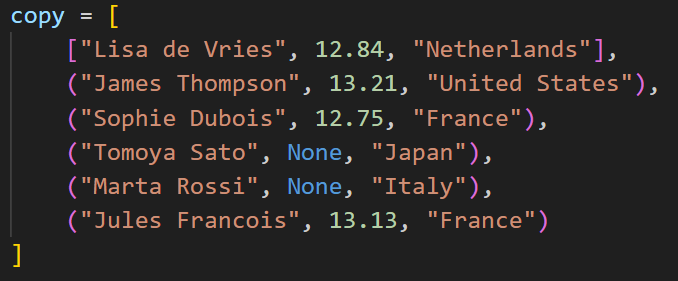 copy = [
    ["Lisa de Vries", 12.84, "Netherlands"],
    ("James Thompson", 13.21, "United States"),
    ("Sophie Dubois", 12.75, "France"),
    ("Tomoya Sato", None, "Japan"),
    ("Marta Rossi", None, "Italy"),
    ("Jules Francois", 13.13, "France")
]